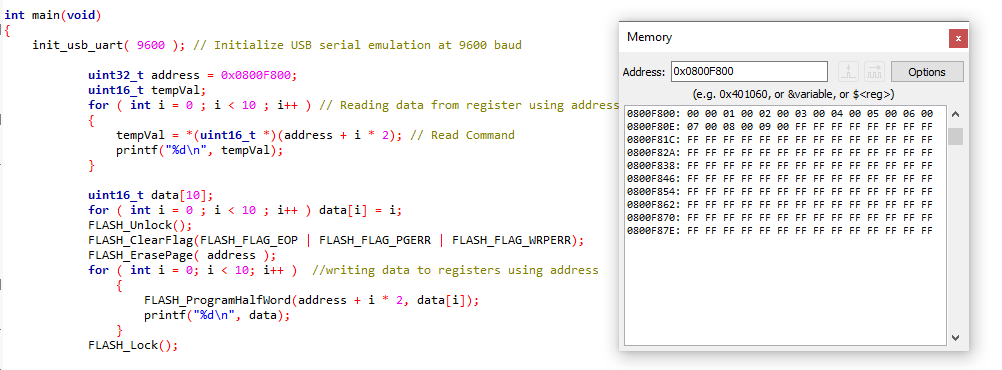 int main(void)
{
init_usb_uart( 9600 ); // Initialize USB serial emulation at 9600 baud
uint32_t address = 0x0800F800;
uint16_t tempVal;
for ( int i = 0 ; i < 10 ; i++ ) // Reading data from register using address
{
tempVal = *(uint16_t *)(address + i * 2); // Read Command
printf("%d\n", tempVal);
}
uint16_t data[10];
for ( int i = 0 ; i < 10 ; i++ ) data[i] = i;
FLASH_Unlock();
FLASH_ClearFlag(FLASH_FLAG_EOP | FLASH_FLAG_PGERR | FLASH_FLAG_WRPERR);
FLASH_ErasePage( address );
for ( int i = 0; i < 10; i++ )  //writing data to registers using address
{
FLASH_ProgramHalfWord(address + i * 2, data[i]);
printf("%d\n", data);
}
FLASH_Lock();
Memory
x
Address: 0x0800F800
Options
(e.g. 0x401060, or &variable, or $<reg>)
0800F800: 00 00 01 00 02 00 03 00 04 00 05 00 06 00
0800F80E: 07 00 08 00 09 00 FF FF FF FF FF FF FF FF
0800F81C: FF FF FF FF FF FF FF FF FF FF FF FF FF FF
0800F82A: FF FF FF FF FF FF FF FF FF FF FF FF FF FF
0800F838: FF FF FF FF FF FF FF FF FF FF FF FF FF FF
0800F846: FF FF FF FF FF FF FF FF FF FF FF FF FF FF
0800F854: FF FF FF FF FF FF FF FF FF FF FF FF FF FF
0800F862: FF FF FF FF FF FF FF FF FF FF FF FF FF FF
0800F870: FF FF FF FF FF FF FF FF FF FF FF FF FF FF
0800F87E: FF FF FF FF FF FF FF FF FF FF FF FF FF FF